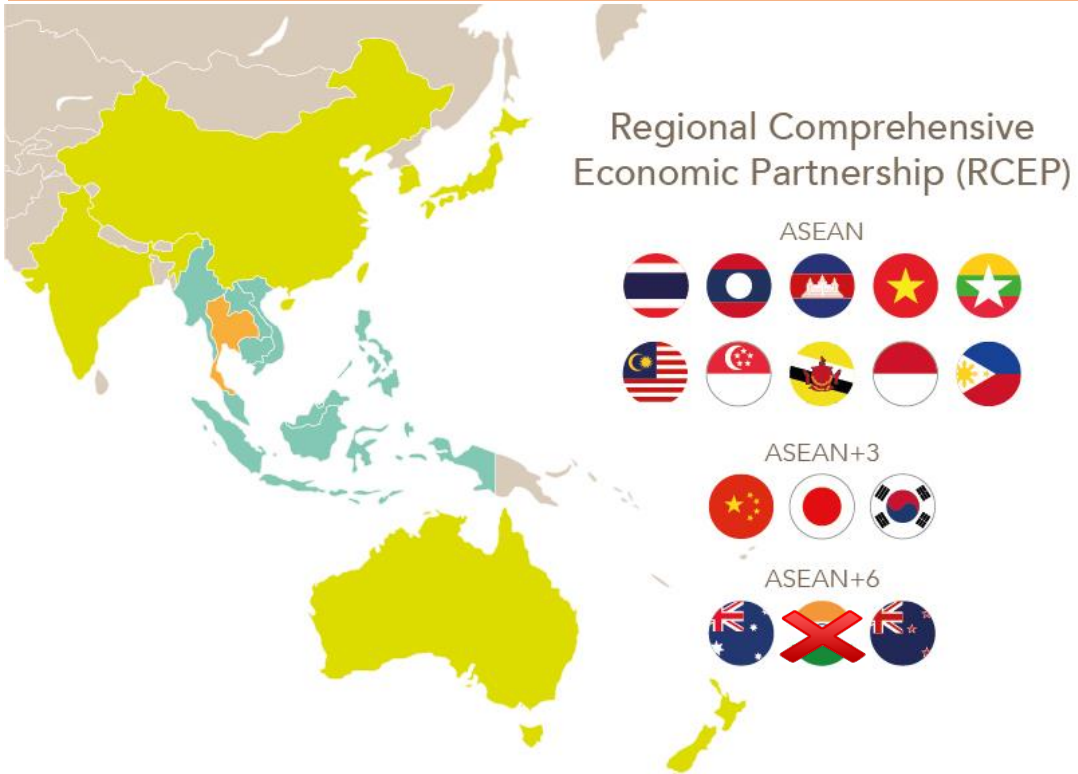 Regional Comprehensive
Economic Partnership (RCEP)
ASEAN
ASEAN+3
ASEAN+6